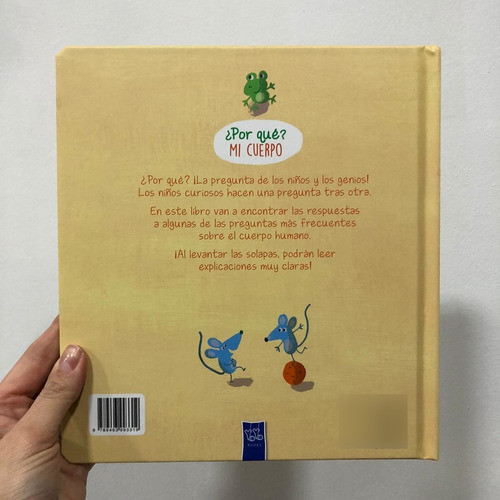 ¿Por qué?
MI CUERPO
¿Por qué? ¡La pregunta de los niños y los genios!
Los niños curiosos hacen una pregunta tras otra.
En este libro van a encontrar las respuestas
a algunas de las preguntas más frecuentes
sobre el cuerpo humano.
¡Al levantar las solapas, podrán leer
explicaciones muy claras!